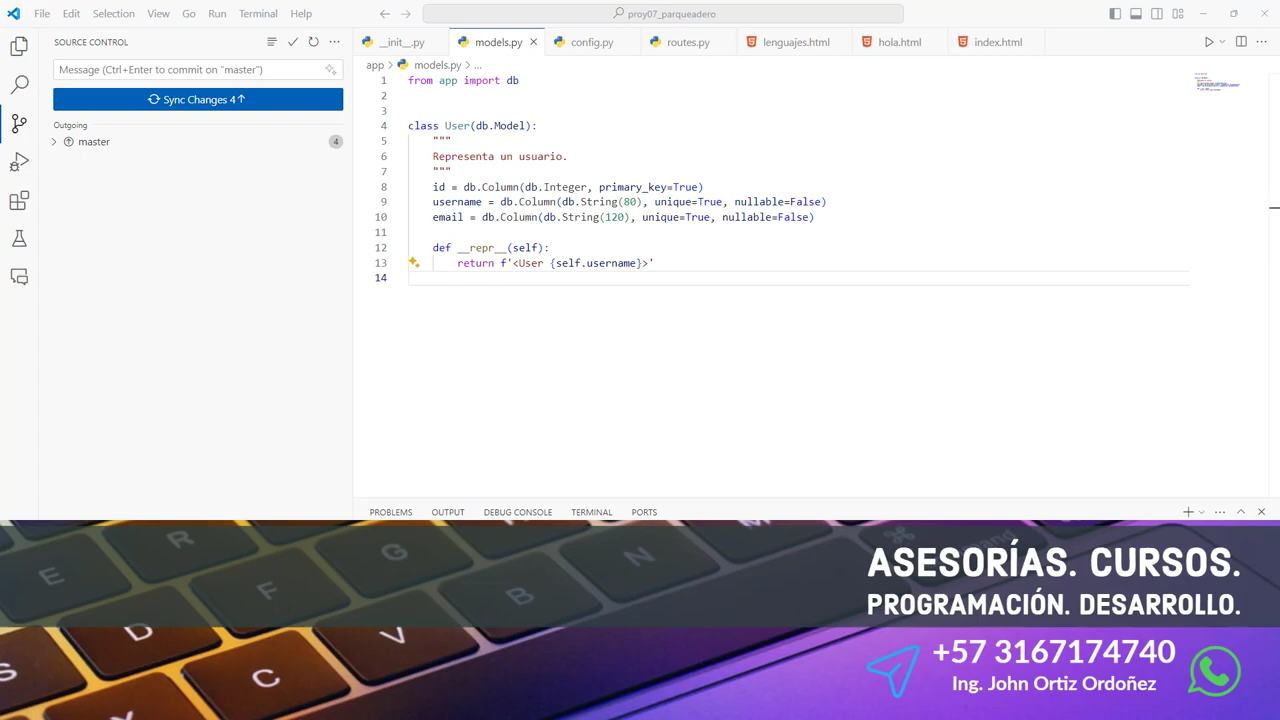 File Edit Selection View Go Run Terminal Help
proy07_parqueadero
SOURCE CONTROL
Message (Ctrl+Enter to commit on "master")
Sync Changes 4↑
Outgoing
master 4
__init__.py models.py config.py routes.py lenguajes.html hola.html index.html
app > models.py > ...
1 from app import db
2
3
4 class User(db.Model):
5 """
6 Representa un usuario.
7 """
8 id = db.Column(db.Integer, primary_key=True)
9 username = db.Column(db.String(80), unique=True, nullable=False)
10 email = db.Column(db.String(120), unique=True, nullable=False)
11
12 def __repr__(self):
13 return f'<User {self.username}>'
14
PROBLEMS OUTPUT DEBUG CONSOLE TERMINAL PORTS
E R F G D C V B N M
ASESORÍAS. CURSOS.
PROGRAMACIÓN. DESARROLLO.
+57 3167174740
Ing. John Ortiz Ordoñez